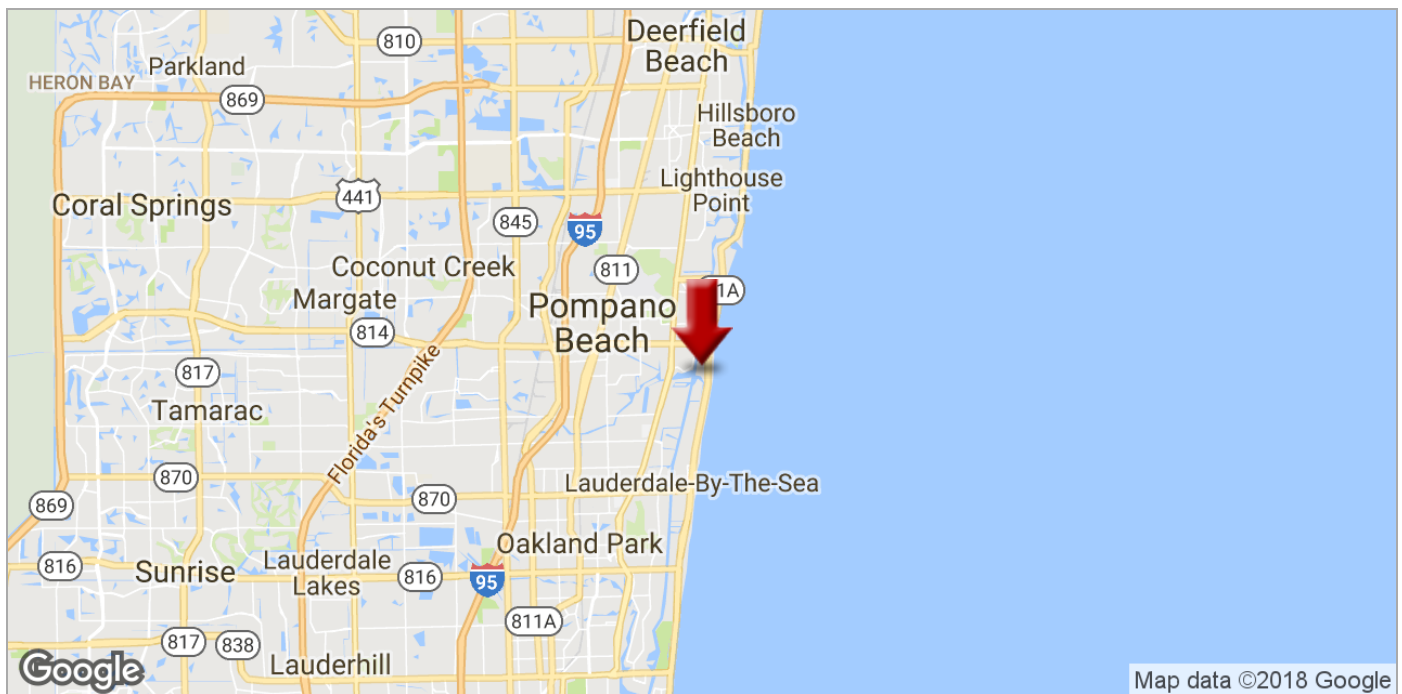 Deerfield
Beach
810
Parkland
HERON BAY
869
Hillsboro
Beach
Lighthouse
Point
441
Coral Springs
845
95
Coconut Creek
811
1A
Margate
Pompano
Beach
814
817
Florida's Turnpike
Tamarac
870
Lauderdale-By-The-Sea
870
869
Oakland Park
816
Sunrise
Lauderdale
Lakes
816
95
811A
817
838
Lauderhill
Google
Map data ©2018 Google